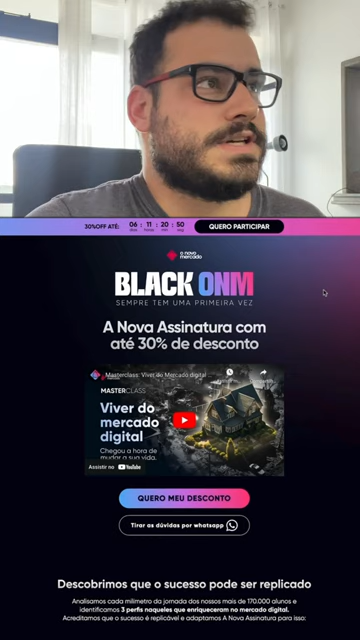 30%OFF ATÉ:
06 : 11 : 20 : 50
dias horas min seg
QUERO PARTICIPAR
o novo
mercado
BLACK ONM
SEMPRE TEM UMA PRIMEIRA VEZ
A Nova Assinatura com
até 30% de desconto
Masterclass: Viver do Mercado digital ...
MASTERCLASS
Viver do
mercado
digital
Chegou a hora de
mudar a sua vida.
Assistir no YouTube
QUERO MEU DESCONTO
Tirar as dúvidas por whatsapp
Descobrimos que o sucesso pode ser replicado
Analisamos cada milímetro da jornada dos nossos mais de 170.000 alunos e
identificamos 3 perfis naqueles que enriqueceram no mercado digital.
Acreditamos que o sucesso é replicável e adaptamos A Nova Assinatura para isso: